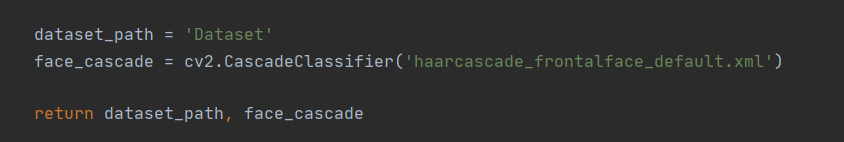 dataset_path = 'Dataset'
face_cascade = cv2.CascadeClassifier('haarcascade_frontalface_default.xml')
return dataset_path, face_cascade